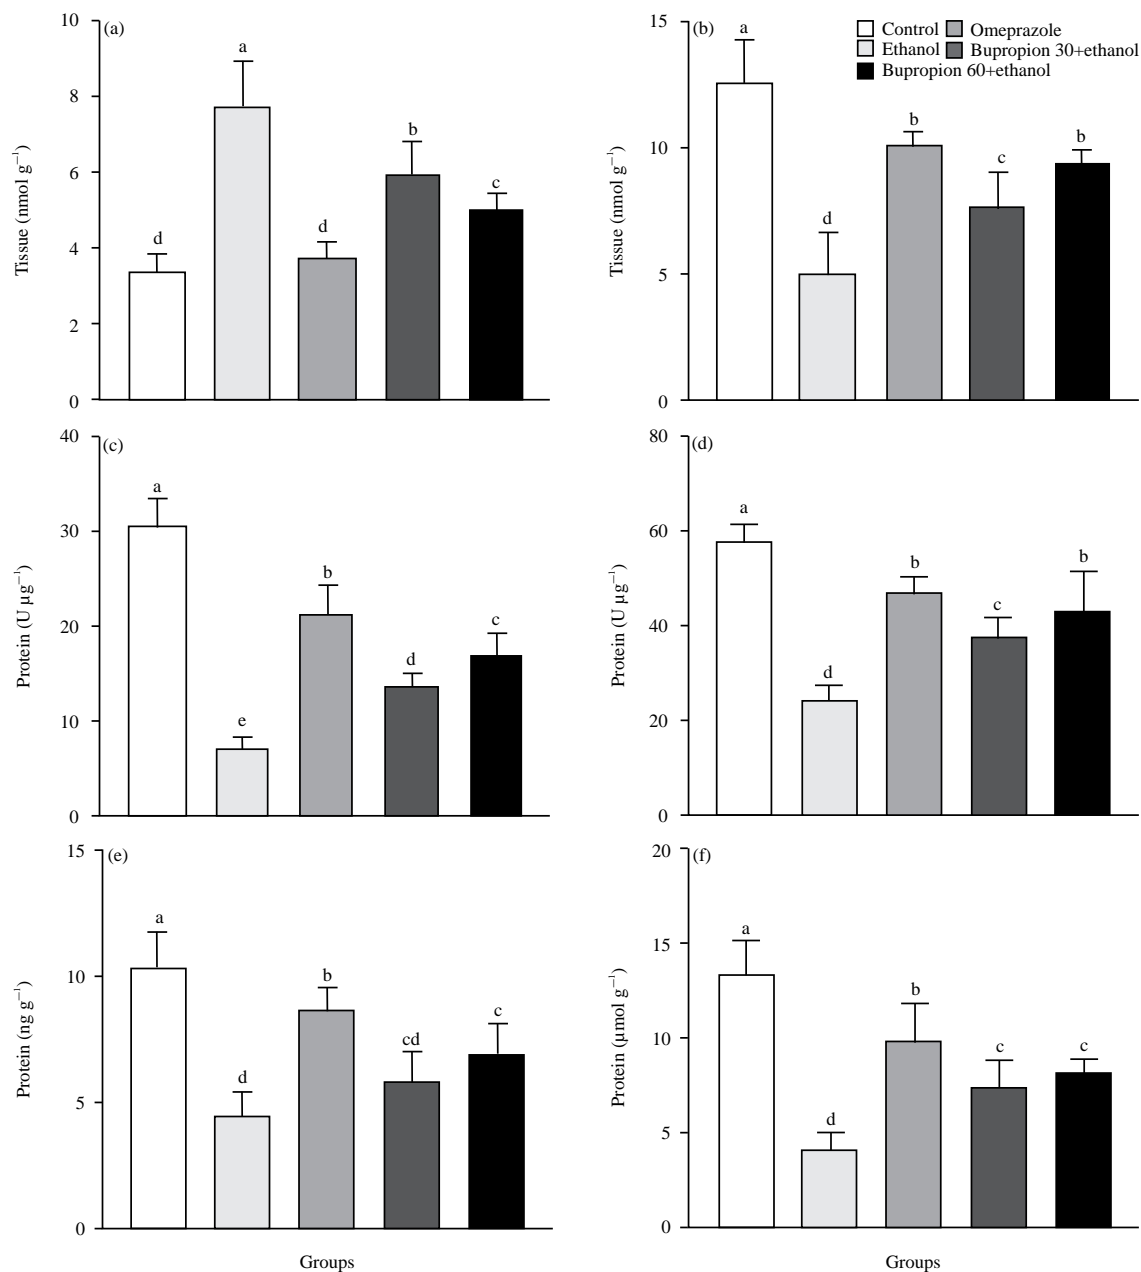 (a)
10
8
6
4
2
0
Tissue (nmol g⁻¹)
d
a
d
b
c
(b)
15
10
5
0
Tissue (nmol g⁻¹)
Control Omeprazole
Ethanol Bupropion 30+ethanol
Bupropion 60+ethanol
a
d
b
c
b
(c)
40
30
20
10
0
Protein (U µg⁻¹)
a
e
b
d
c
(d)
80
60
40
20
0
Protein (U µg⁻¹)
a
d
b
c
b
(e)
15
10
5
0
Protein (ng g⁻¹)
a
d
b
cd
c
Groups
(f)
20
15
10
5
0
Protein (µmol g⁻¹)
a
d
b
c
c
Groups